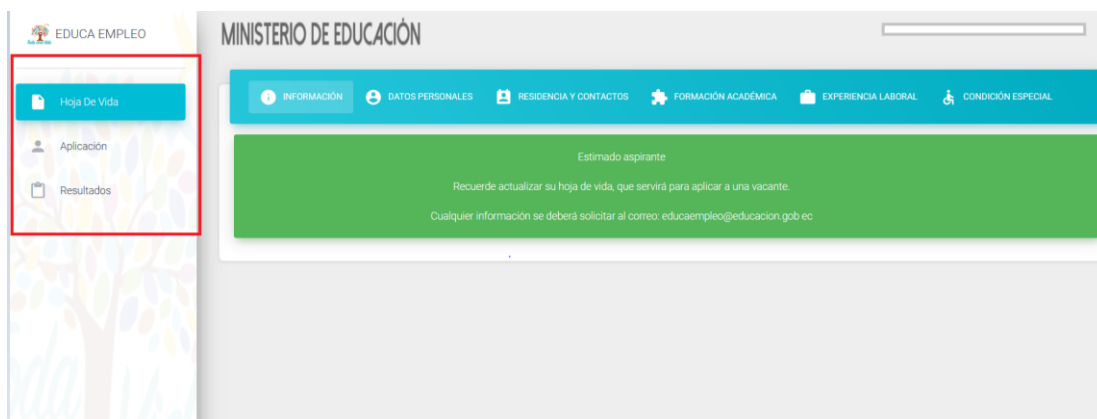 EDUCA EMPLEO
MINISTERIO DE EDUCACIÓN
Hoja De Vida
Aplicación
Resultados
INFORMACIÓN
DATOS PERSONALES
RESIDENCIA Y CONTACTOS
FORMACIÓN ACADÉMICA
EXPERIENCIA LABORAL
CONDICIÓN ESPECIAL
Estimado aspirante
Recuerde actualizar su hoja de vida, que servirá para aplicar a una vacante.
Cualquier información se deberá solicitar al correo: educaempleo@educacion.gob.ec